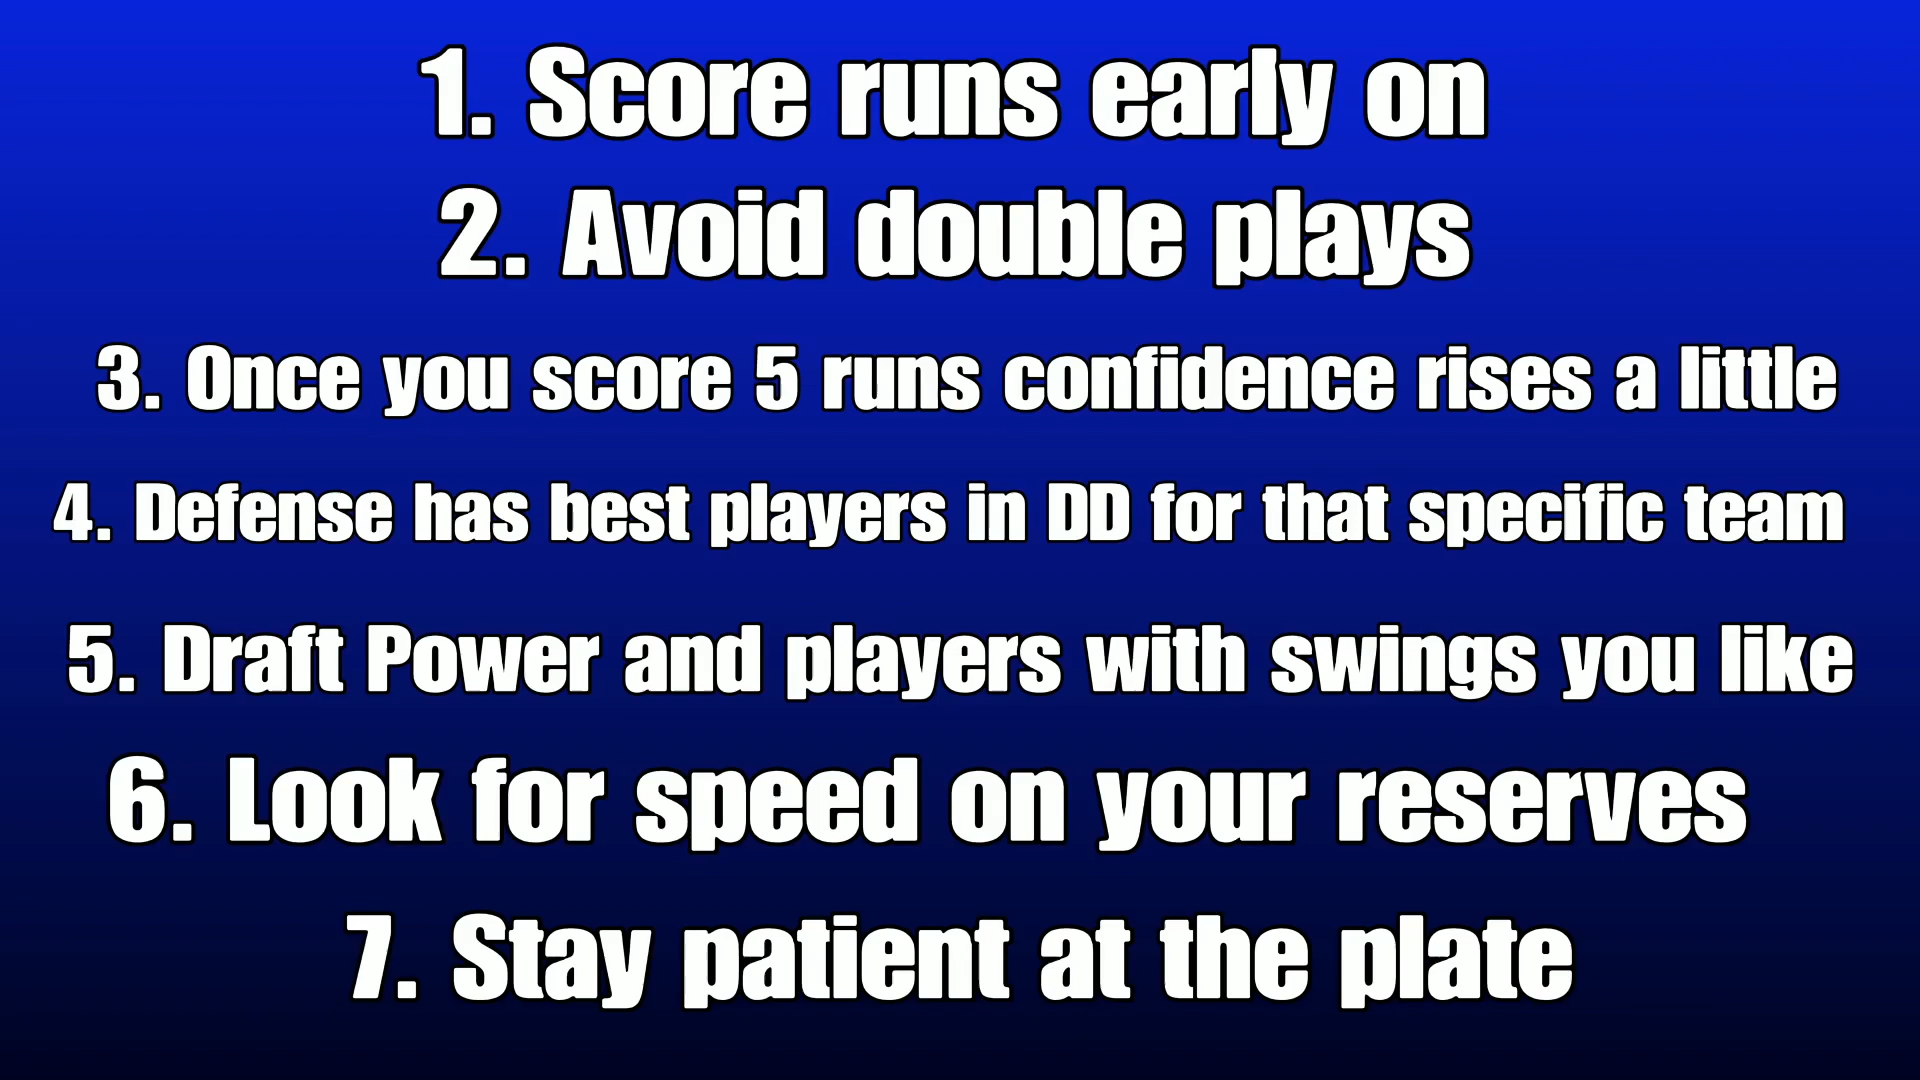 1. Score runs early on
2. Avoid double plays
3. Once you score 5 runs confidence rises a little
4. Defense has best players in DD for that specific team
5. Draft Power and players with swings you like
6. Look for speed on your reserves
7. Stay patient at the plate